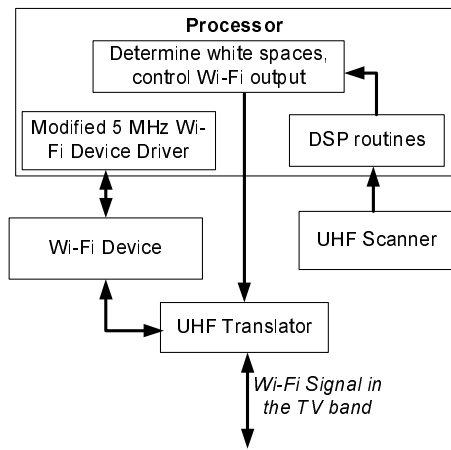 Processor
Determine white spaces,
control Wi-Fi output
Modified 5 MHz Wi-
Fi Device Driver
DSP routines
Wi-Fi Device
UHF Scanner
UHF Translator
Wi-Fi Signal in
the TV band